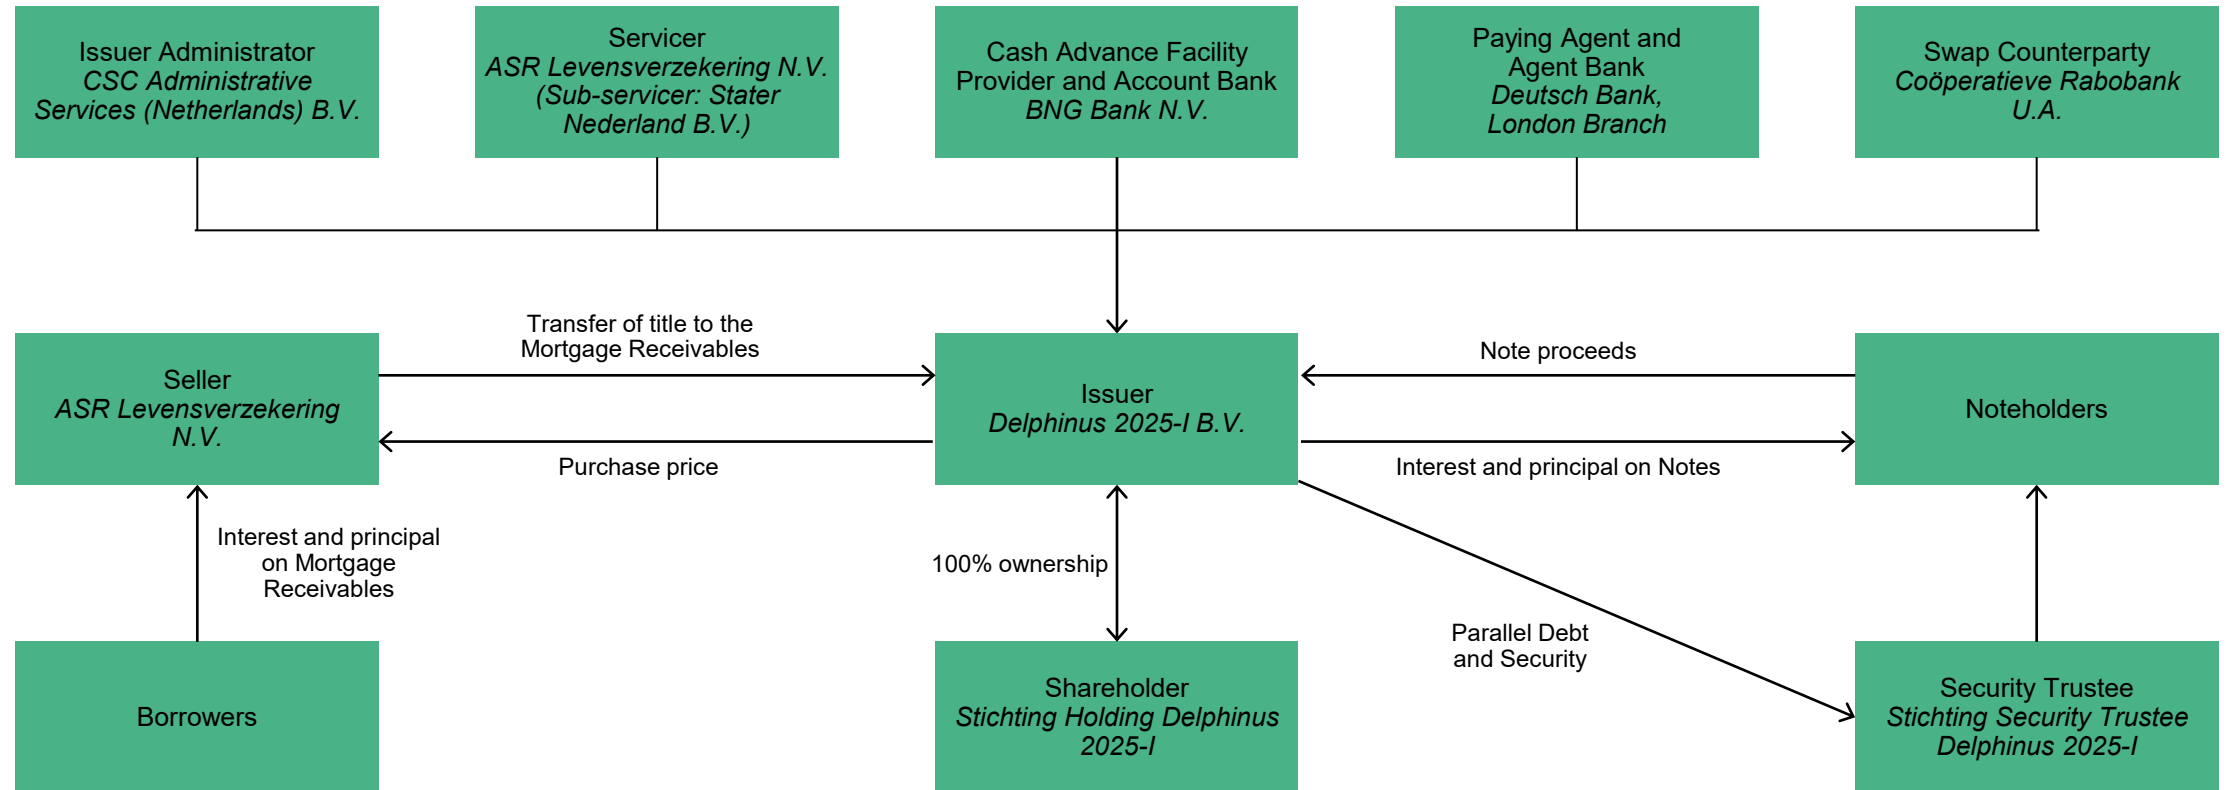 Issuer Administrator
CSC Administrative
Services (Netherlands) B.V.
Servicer
ASR Levensverzekering N.V.
(Sub-servicer: Stater
Nederland B.V.)
Cash Advance Facility
Provider and Account Bank
BNG Bank N.V.
Paying Agent and
Agent Bank
Deutsch Bank,
London Branch
Swap Counterparty
Coöperatieve Rabobank
U.A.
Transfer of title to the
Mortgage Receivables
Note proceeds
Seller
ASR Levensverzekering
N.V.
Issuer
Delphinus 2025-I B.V.
Noteholders
Purchase price
Interest and principal on Notes
Interest and principal
on Mortgage
Receivables
100% ownership
Parallel Debt
and Security
Borrowers
Shareholder
Stichting Holding Delphinus
2025-I
Security Trustee
Stichting Security Trustee
Delphinus 2025-I